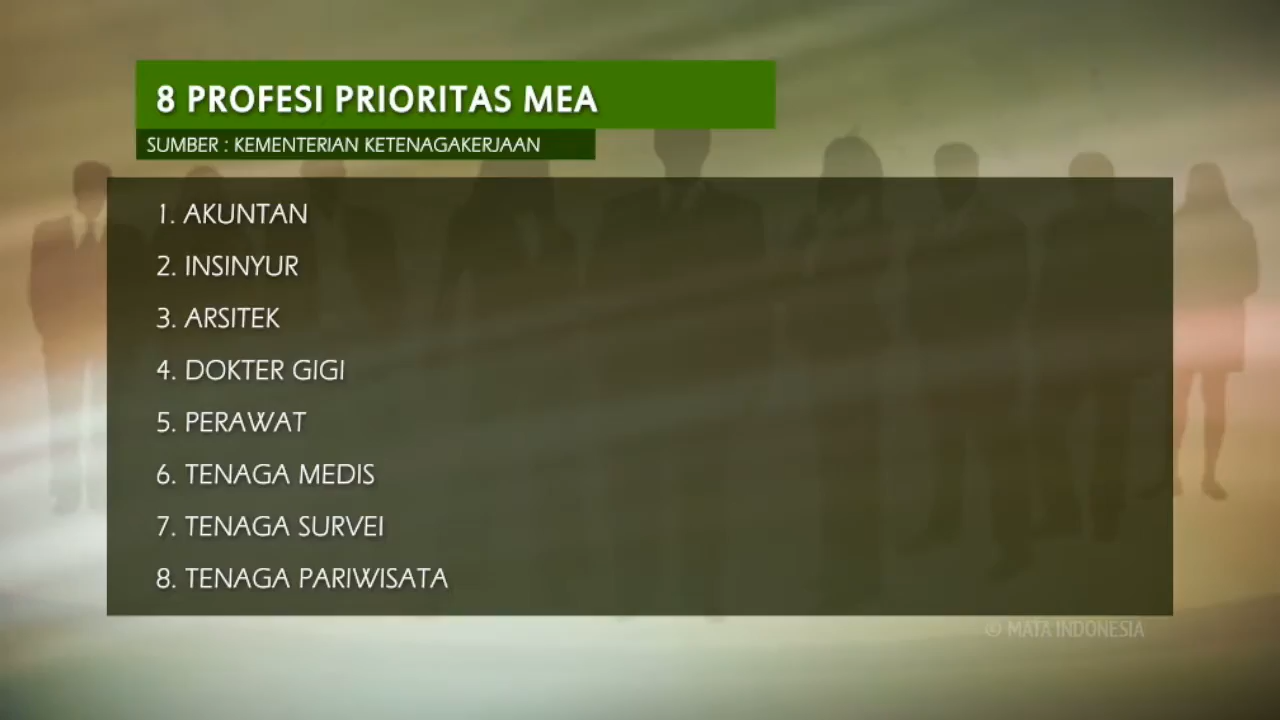 8 PROFESI PRIORITAS MEA
SUMBER : KEMENTERIAN KETENAGAKERJAAN
1. AKUNTAN
2. INSINYUR
3. ARSITEK
4. DOKTER GIGI
5. PERAWAT
6. TENAGA MEDIS
7. TENAGA SURVEI
8. TENAGA PARIWISATA
© MATA INDONESIA